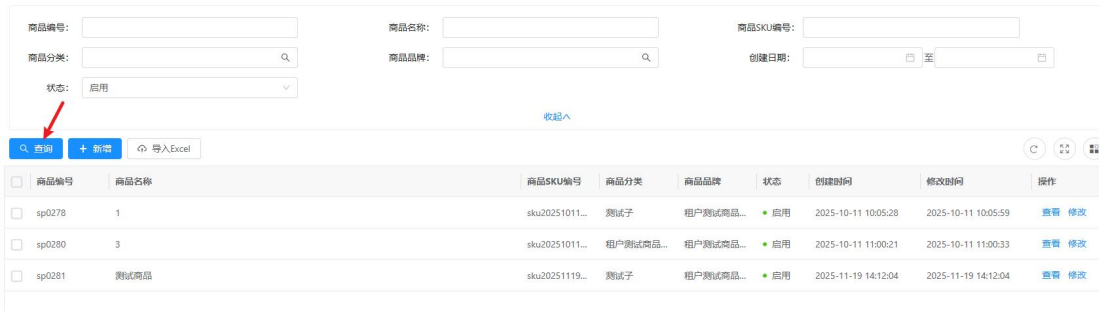 商品编号: 商品名称: 商品SKU编号:
商品分类: 商品品牌: 创建日期: 至
状态: 启用
收起
查询 + 新增 导入Excel
商品编号 商品名称 商品SKU编号 商品分类 商品品牌 状态 创建时间 修改时间 操作
sp0278 1 sku20251011... 测试子 租户测试商品... 启用 2025-10-11 10:05:28 2025-10-11 10:05:59 查看 修改
sp0280 3 sku20251011... 租户测试商品... 租户测试商品... 启用 2025-10-11 11:00:21 2025-10-11 11:00:33 查看 修改
sp0281 测试商品 sku20251119... 测试子 租户测试商品... 启用 2025-11-19 14:12:04 2025-11-19 14:12:04 查看 修改